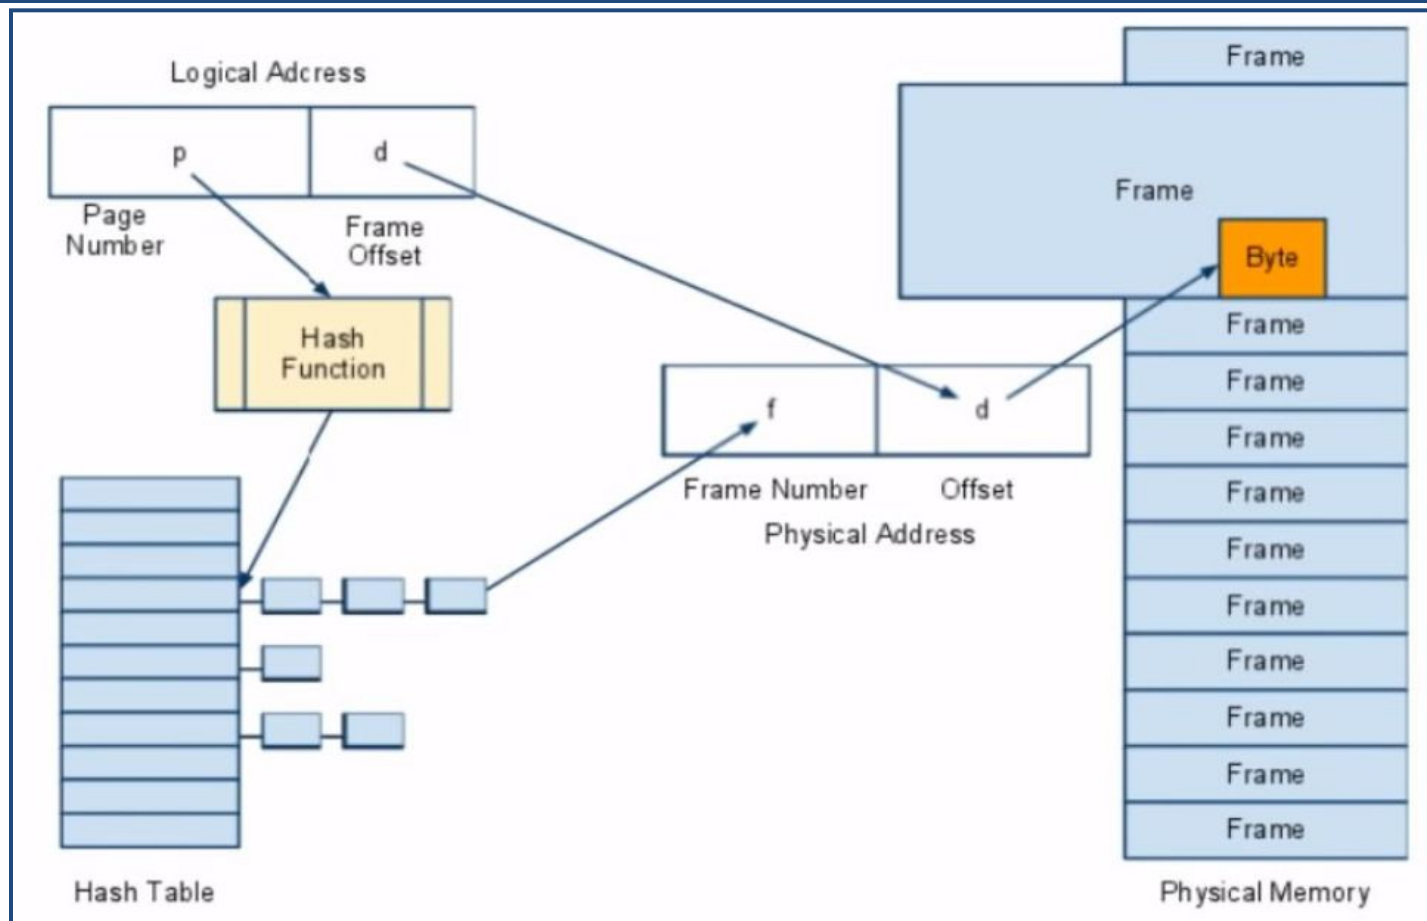 Logical Adcress
p
d
Page
Number
Frame
Offset
Hash
Function
Hash Table
f
d
Frame Number
Offset
Physical Address
Frame
Frame
Byte
Frame
Frame
Frame
Frame
Frame
Frame
Frame
Frame
Frame
Frame
Physical Memory